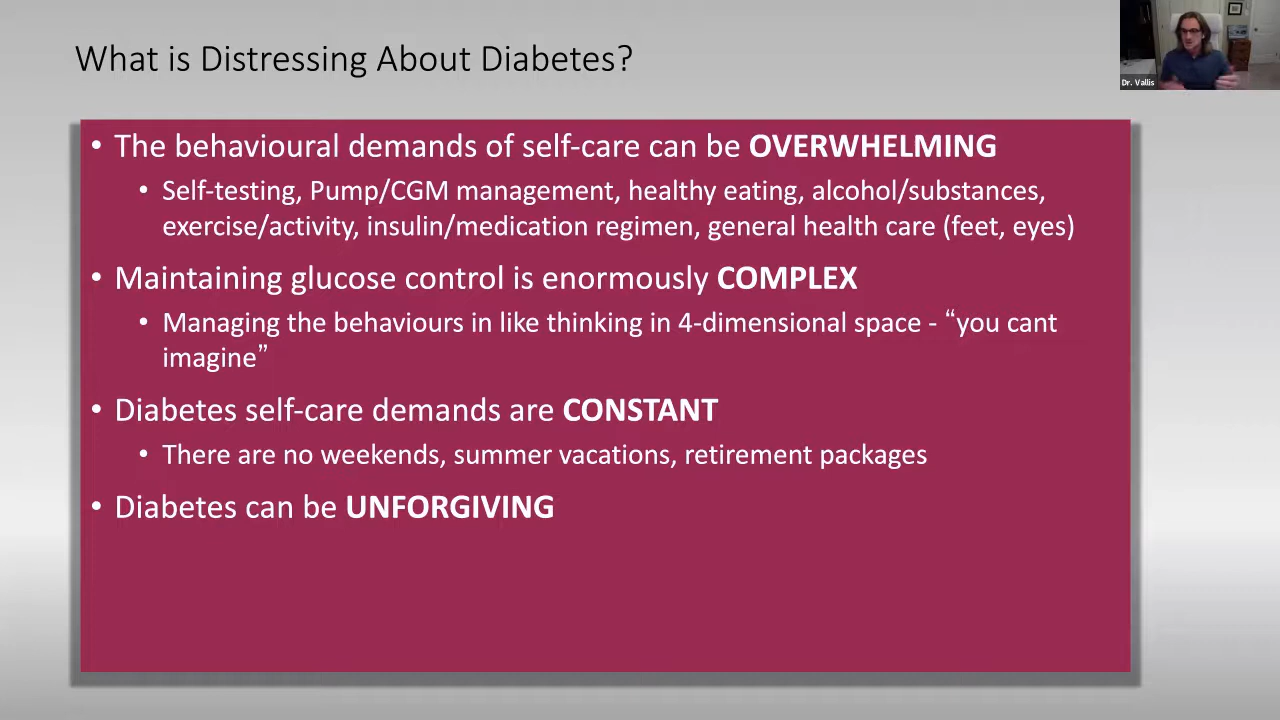 What is Distressing About Diabetes?
Dr. Vallis
• The behavioural demands of self-care can be OVERWHELMING
• Self-testing, Pump/CGM management, healthy eating, alcohol/substances,
exercise/activity, insulin/medication regimen, general health care (feet, eyes)
• Maintaining glucose control is enormously COMPLEX
• Managing the behaviours in like thinking in 4-dimensional space - “you cant
imagine”
• Diabetes self-care demands are CONSTANT
• There are no weekends, summer vacations, retirement packages
• Diabetes can be UNFORGIVING